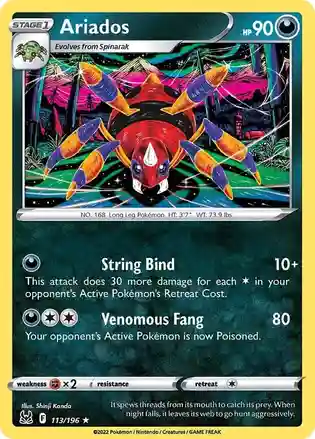 STAGE 1 Ariados HP 90
Evolves from Spinarak
NO. 168 Long Leg Pokémon HT: 3'7" WT: 73.9 lbs
String Bind 10+
This attack does 30 more damage for each in
your opponent's Active Pokémon's Retreat Cost.
Venomous Fang 80
Your opponent's Active Pokémon is now Poisoned.
weakness ×2 resistance retreat
Illus. Shinji Kanda
It spews threads from its mouth to catch its prey. When
night falls, it leaves its web to go hunt aggressively.
113/196 ★
©2022 Pokémon / Nintendo / Creatures / GAME FREAK